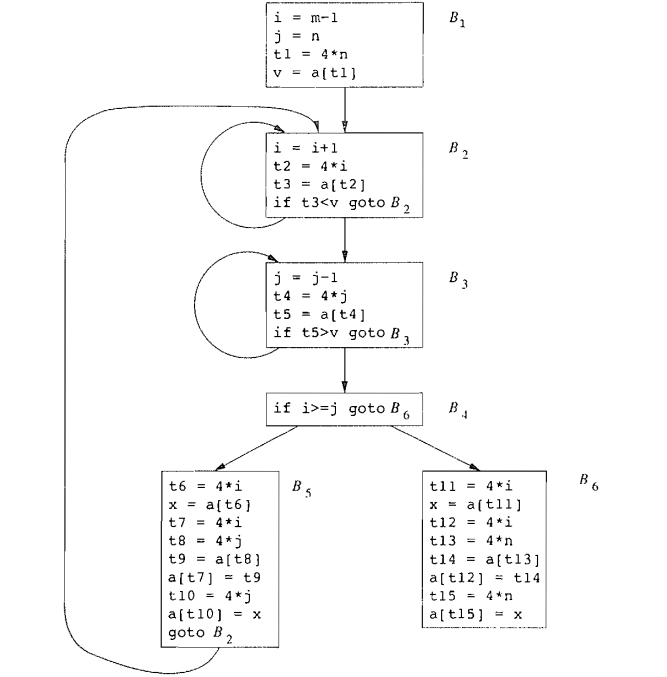 i = m-1
j = n
t1 = 4*n
v = a[t1]
B1
i = i+1
t2 = 4*i
t3 = a[t2]
if t3<v goto B2
B2
j = j-1
t4 = 4*j
t5 = a[t4]
if t5>v goto B3
B3
if i>=j goto B6
B4
t6 = 4*i
x = a[t6]
t7 = 4*i
t8 = 4*j
t9 = a[t8]
a[t7] = t9
t10 = 4*j
a[t10] = x
goto B2
B5
t11 = 4*i
x = a[t11]
t12 = 4*i
t13 = 4*n
t14 = a[t13]
a[t12] = t14
t15 = 4*n
a[t15] = x
B6